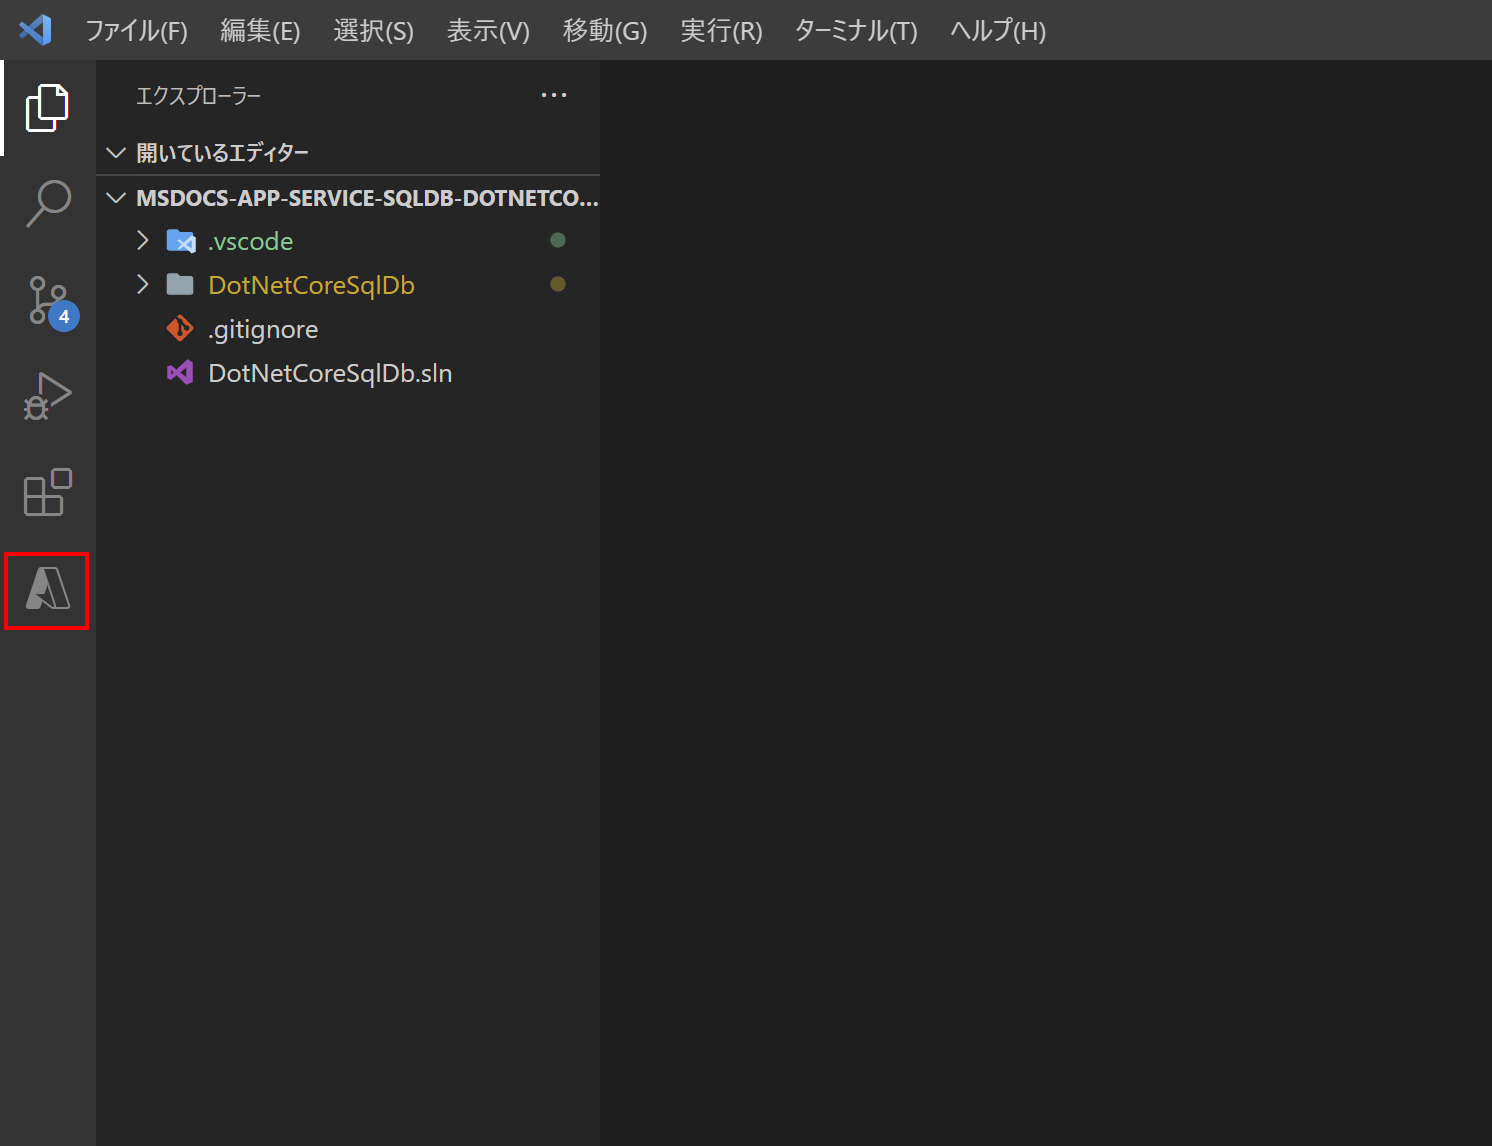 ファイル(F) 編集(E) 選択(S) 表示(V) 移動(G) 実行(R) ターミナル(T) ヘルプ(H)
エクスプローラー ...
開いているエディター
MSDOCS-APP-SERVICE-SQLDB-DOTNETCO...
.vscode
DotNetCoreSqlDb
.gitignore
DotNetCoreSqlDb.sln
4